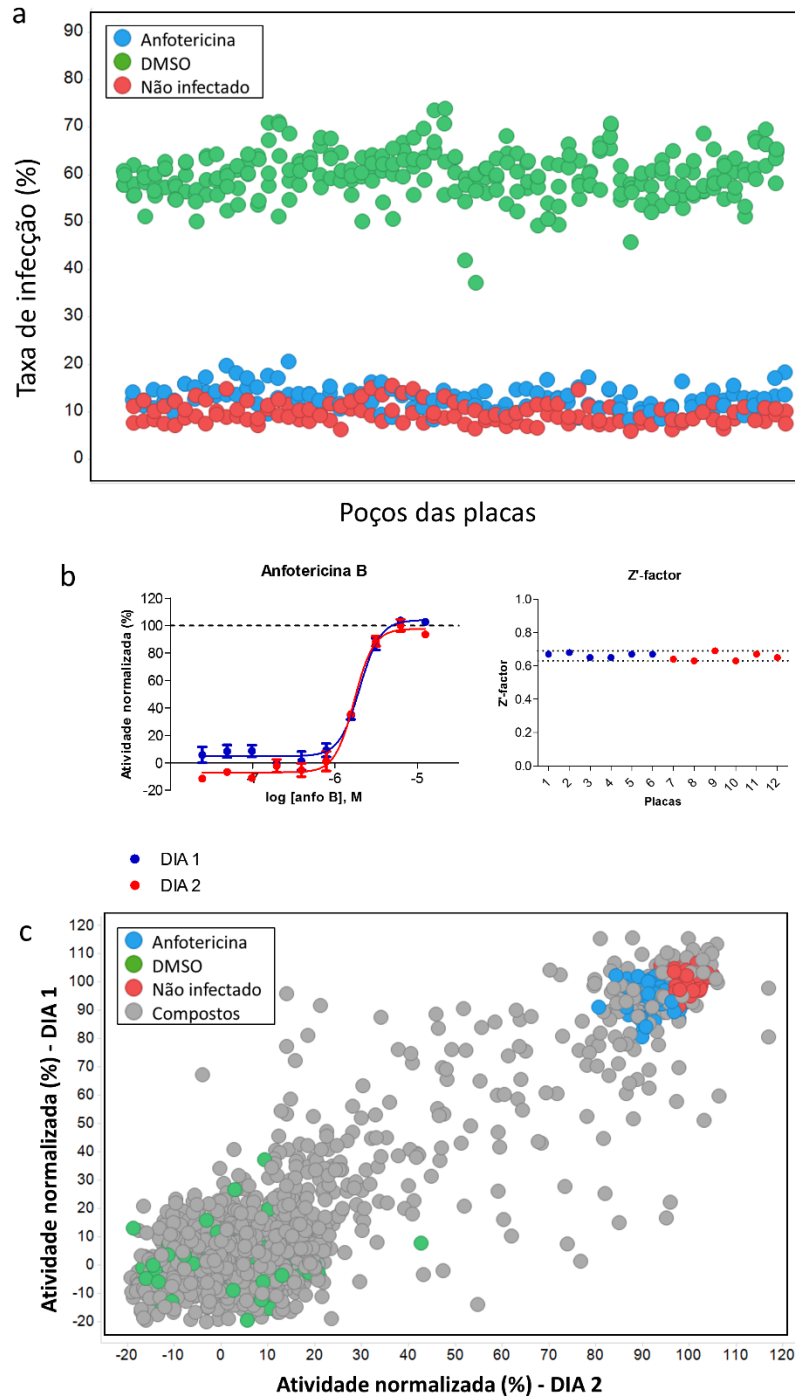 a
Anfotericina
DMSO
Não infectado
90
80
70
60
50
40
30
20
10
0
Taxa de infecção (%)
Poços das placas
b
Anfotericina B
120
100
80
60
40
20
0
-20
Atividade normalizada (%)
-6
-5
log [anfo B], M
Z'-factor
1.0
0.8
0.6
0.4
0.2
0.0
Z'-factor
1 2 3 4 5 6 7 8 9 10 11 12
Placas
DIA 1
DIA 2
c
Anfotericina
DMSO
Não infectado
Compostos
120
110
100
90
80
70
60
50
40
30
20
10
0
-10
-20
Atividade normalizada (%) - DIA 1
-20 -10 0 10 20 30 40 50 60 70 80 90 100 110 120
Atividade normalizada (%) - DIA 2